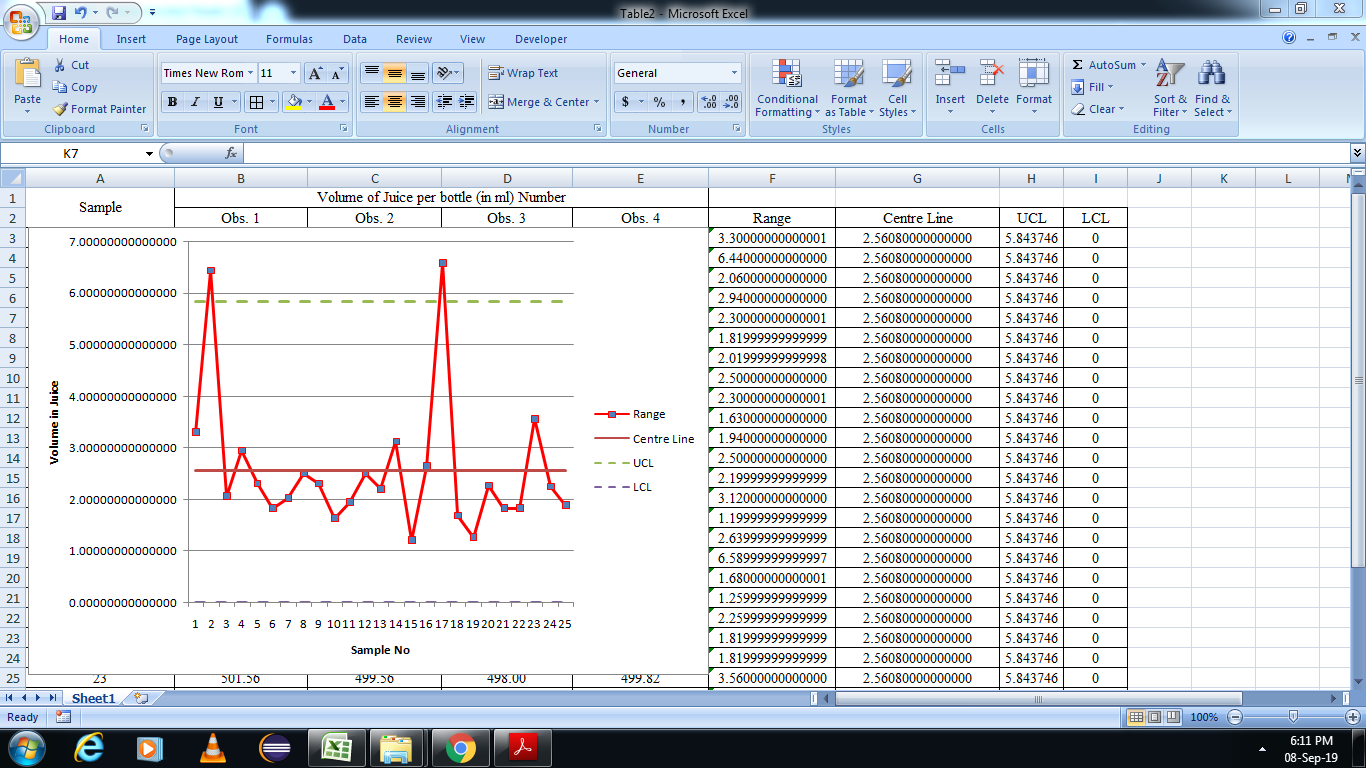 Table2 - Microsoft Excel
Home Insert Page Layout Formulas Data Review View Developer
Paste
Cut
Copy
Format Painter
Clipboard
Times New Rom 11
B I U
Font
Wrap Text
Merge & Center
Alignment
General
$ % ,
Number
Conditional Formatting
Format as Table
Cell Styles
Styles
Insert Delete Format
Cells
Σ AutoSum
Fill
Clear
Sort & Filter
Find & Select
Editing
K7 fx
A B C D E F G H I J K L
1 Sample Volume of Juice per bottle (in ml) Number
2 Obs. 1 Obs. 2 Obs. 3 Obs. 4 Range Centre Line UCL LCL
3 3.30000000000001 2.56080000000000 5.843746 0
4 6.44000000000000 2.56080000000000 5.843746 0
5 2.06000000000000 2.56080000000000 5.843746 0
6 2.94000000000000 2.56080000000000 5.843746 0
7 2.30000000000001 2.56080000000000 5.843746 0
8 1.81999999999999 2.56080000000000 5.843746 0
9 2.01999999999998 2.56080000000000 5.843746 0
10 2.50000000000000 2.56080000000000 5.843746 0
11 2.30000000000001 2.56080000000000 5.843746 0
12 1.63000000000000 2.56080000000000 5.843746 0
13 1.94000000000000 2.56080000000000 5.843746 0
14 2.50000000000000 2.56080000000000 5.843746 0
15 2.19999999999999 2.56080000000000 5.843746 0
16 3.12000000000000 2.56080000000000 5.843746 0
17 1.19999999999999 2.56080000000000 5.843746 0
18 2.63999999999999 2.56080000000000 5.843746 0
19 6.58999999999997 2.56080000000000 5.843746 0
20 1.68000000000001 2.56080000000000 5.843746 0
21 1.25999999999999 2.56080000000000 5.843746 0
22 2.25999999999999 2.56080000000000 5.843746 0
23 1.81999999999999 2.56080000000000 5.843746 0
24 1.81999999999999 2.56080000000000 5.843746 0
25 23 501.56 499.56 498.00 499.82 3.56000000000000 2.56080000000000 5.843746 0
7.00000000000000
6.00000000000000
5.00000000000000
4.00000000000000
3.00000000000000
2.00000000000000
1.00000000000000
0.00000000000000
Volume in Juice
1 2 3 4 5 6 7 8 9 10 11 12 13 14 15 16 17 18 19 20 21 22 23 24 25
Sample No
Range
Centre Line
UCL
LCL
Sheet1
Ready 100%
6:11 PM
08-Sep-19